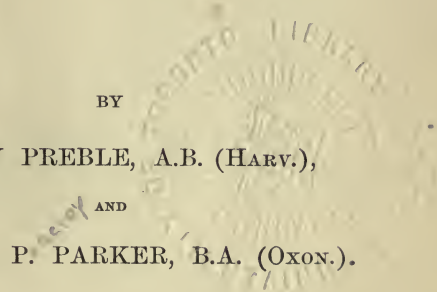 BY
PREBLE, A.B. (HARV.),
AND
P. PARKER, B.A. (OXON.).